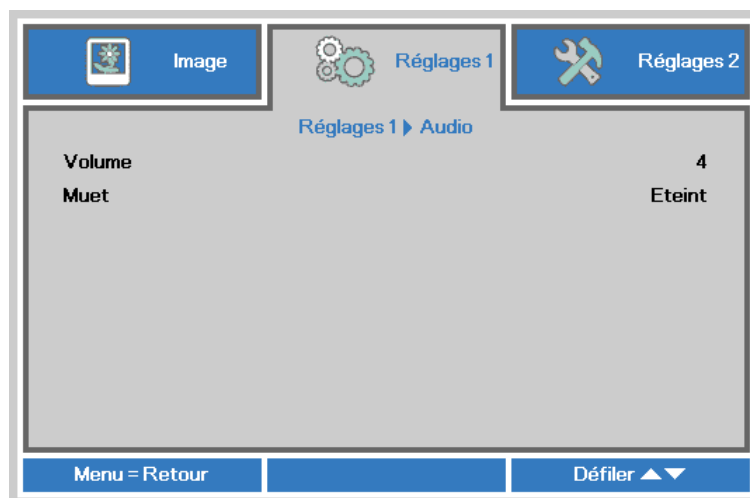 Image
Réglages 1
Réglages 2
Réglages 1 ▶ Audio
Volume 4
Muet Eteint
Menu = Retour
Défiler ▲▼